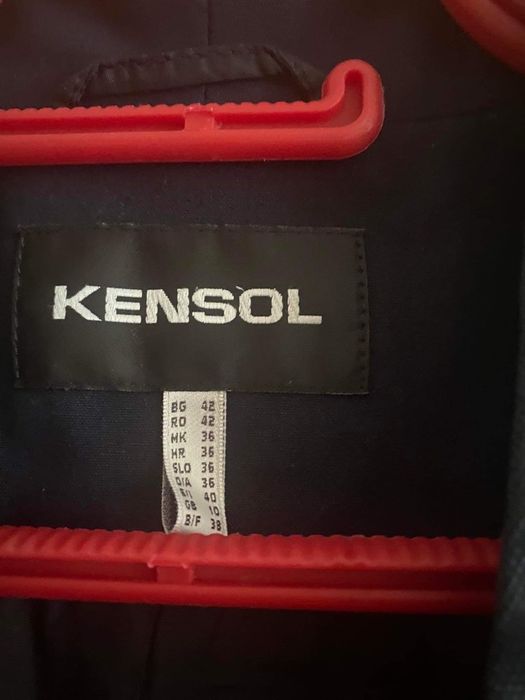 KENSOL
BG 42
RO 42
MK 36
HR 36
SLO 36
D/A 36
40
GB 10
B/F 38